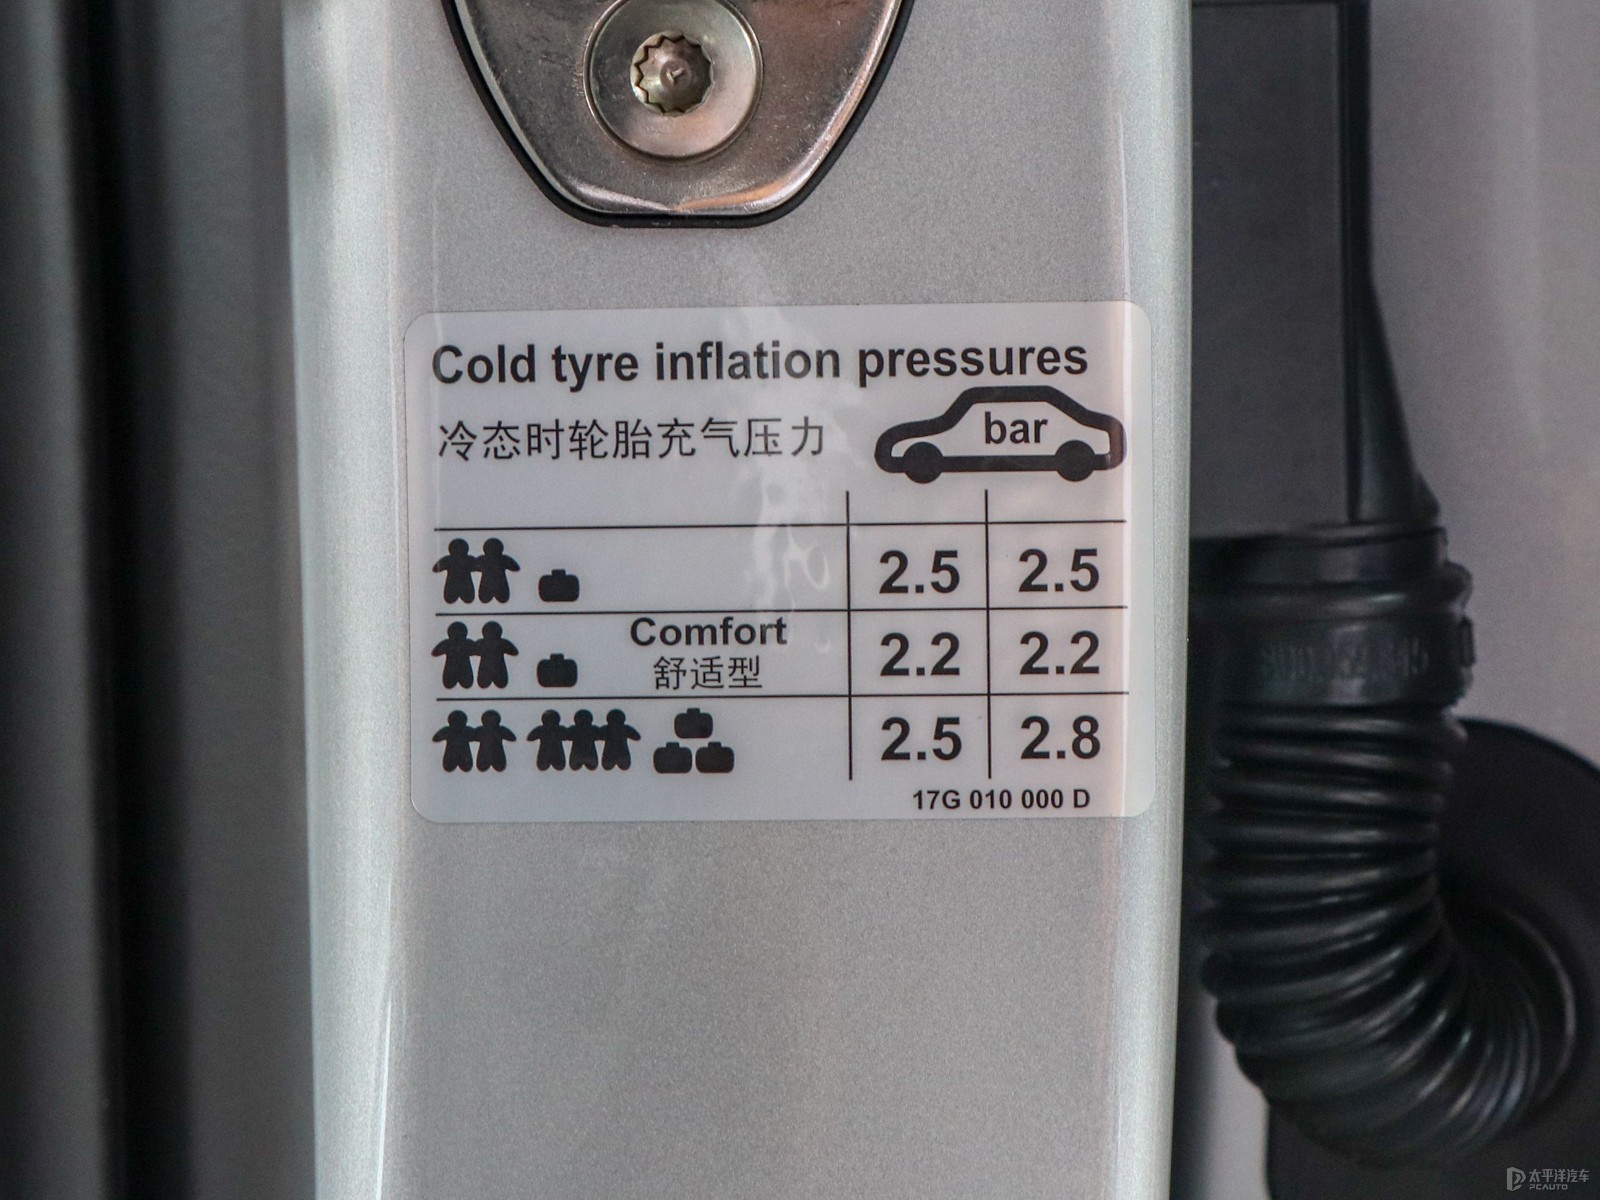 Cold tyre inflation pressures
冷态时轮胎充气压力
bar
2.5 2.5
Comfort
舒适型
2.2 2.2
2.5 2.8
17G 010 000 D
太平洋汽车
PCAUTO